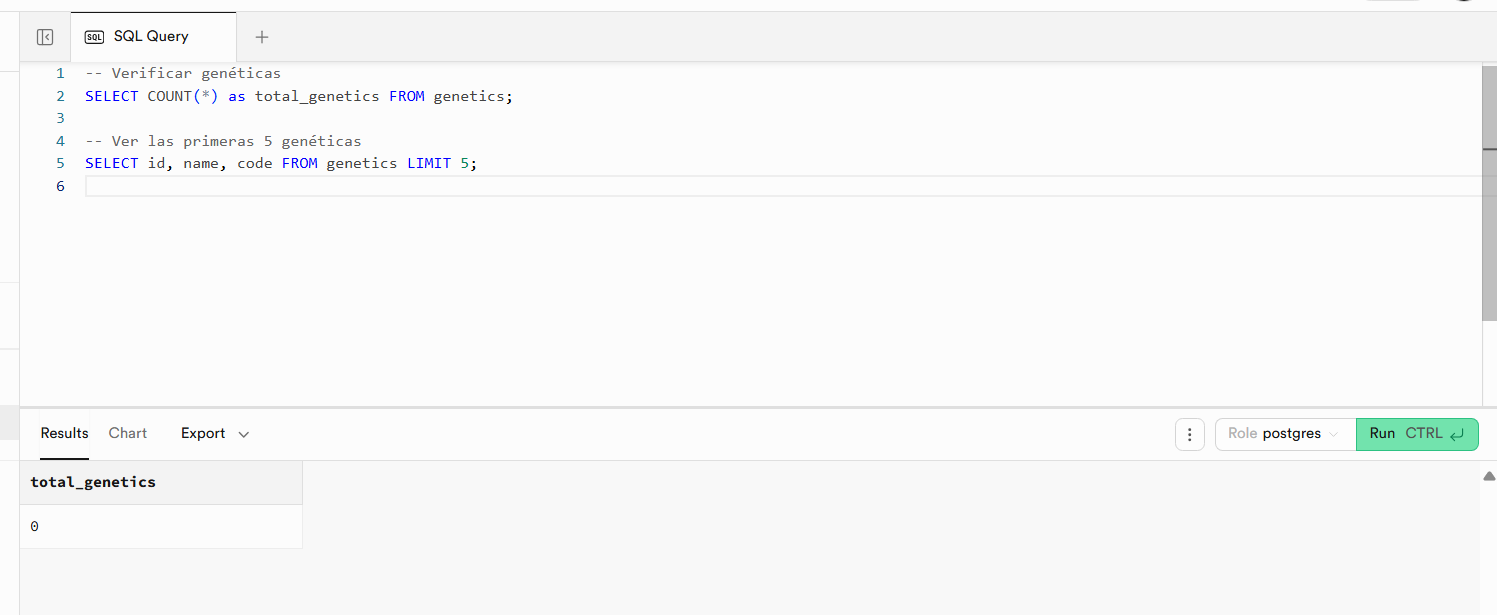 SQL SQL Query +
1 -- Verificar genéticas
2 SELECT COUNT(*) as total_genetics FROM genetics;
3
4 -- Ver las primeras 5 genéticas
5 SELECT id, name, code FROM genetics LIMIT 5;
6
Results Chart Export Role postgres Run CTRL
total_genetics
0